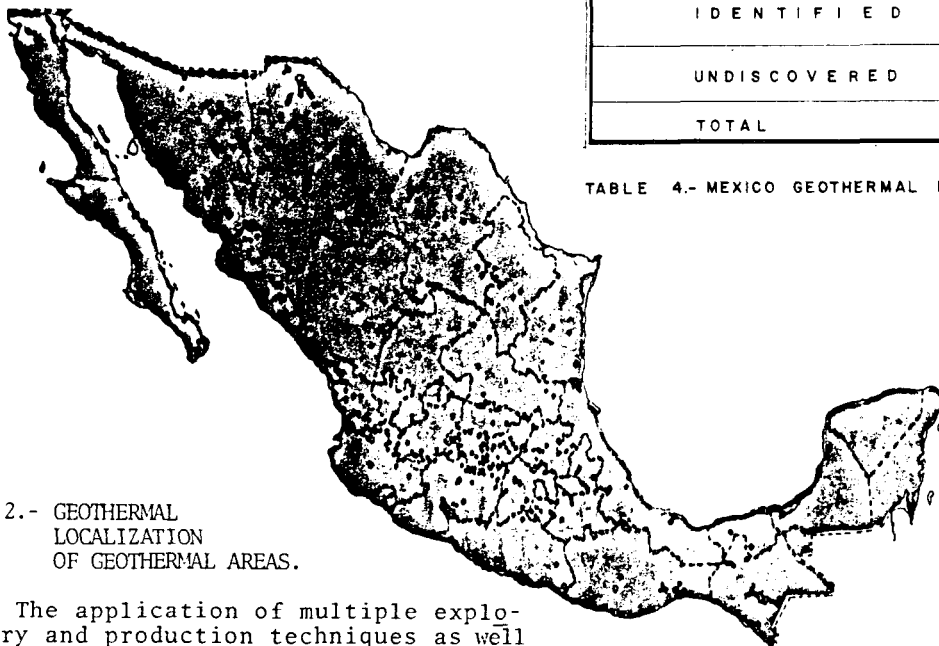 IDENTIFIED
UNDISCOVERED
TOTAL
TABLE 4.- MEXICO GEOTHERMAL
2.- GEOTHERMAL
LOCALIZATION
OF GEOTHERMAL AREAS.
The application of multiple explo-
ry and production techniques as well